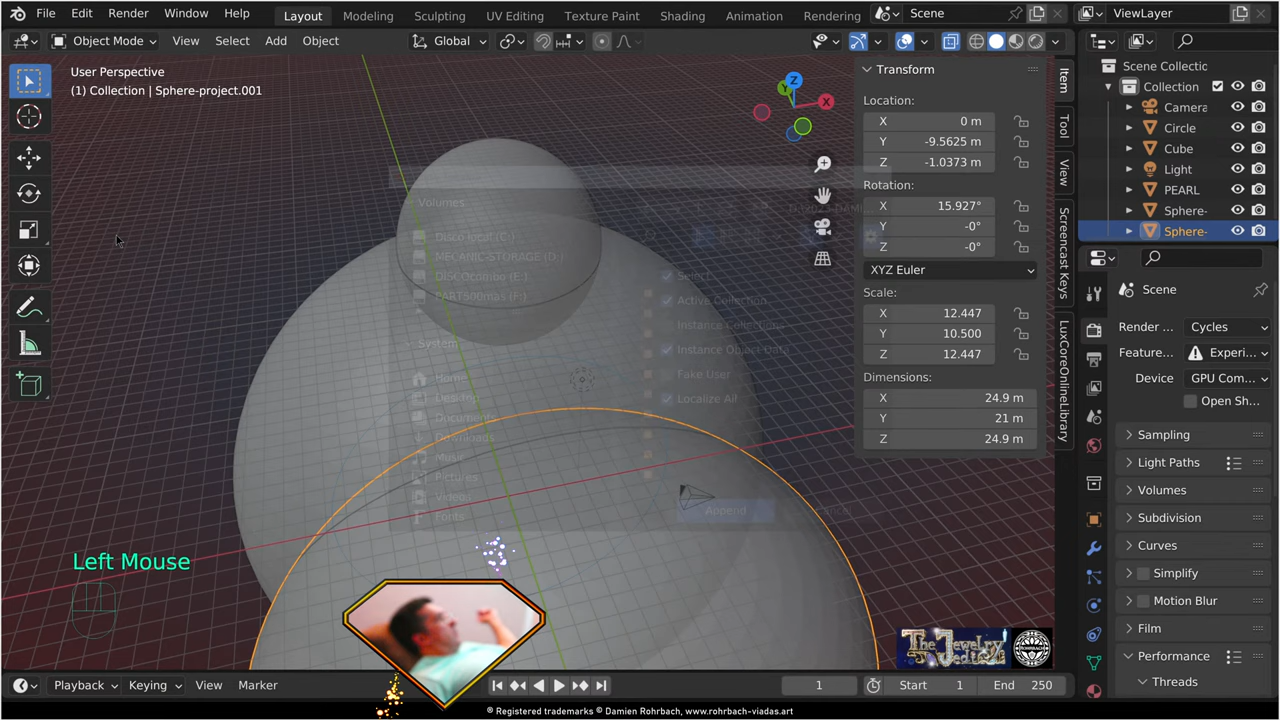 File Edit Render Window Help Layout Modeling Sculpting UV Editing Texture Paint Shading Animation Rendering Scene ViewLayer
Object Mode View Select Add Object Global
User Perspective
(1) Collection | Sphere-project.001
Transform
Location:
X 0 m
Y -9.5625 m
Z -1.0373 m
Rotation:
X 15.927°
Y -0°
Z -0°
XYZ Euler
Scale:
X 12.447
Y 10.500
Z 12.447
Dimensions:
X 24.9 m
Y 21 m
Z 24.9 m
Z
Y
X
Item
Tool
View
Screencast Keys
LuxCoreOnlineLibrary
Scene Collectic
Collection
Camera
Circle
Cube
Light
PEARL
Sphere-
Sphere-
Scene
Render ... Cycles
Feature... Experi...
Device GPU Com...
Open Sh...
Sampling
Light Paths
Volumes
Subdivision
Curves
Simplify
Motion Blur
Film
Performance
Threads
Volumes
MECANIC-STORAGE (D:)
DISCOcombo (E:)
PART500mas (F:)
System
Home
Desktop
Documents
Downloads
Music
Pictures
Videos
Fonts
Select
Active Collection
Instance Collections
Instance Object Data
Fake User
Localize All
Append
Left Mouse
The Jewelry
ROHRBACH
Playback Keying View Marker 1 Start 1 End 250
® Registered trademarks © Damien Rohrbach, www.rohrbach-viadas.art